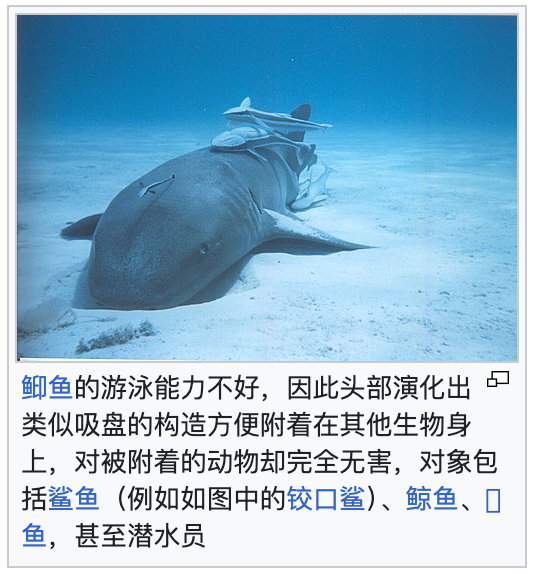 䲟鱼的游泳能力不好，因此头部演化出
类似吸盘的构造方便附着在其他生物身
上，对被附着的动物却完全无害，对象包
括鲨鱼（例如如图中的铰口鲨）、鲸鱼、
鱼，甚至潜水员